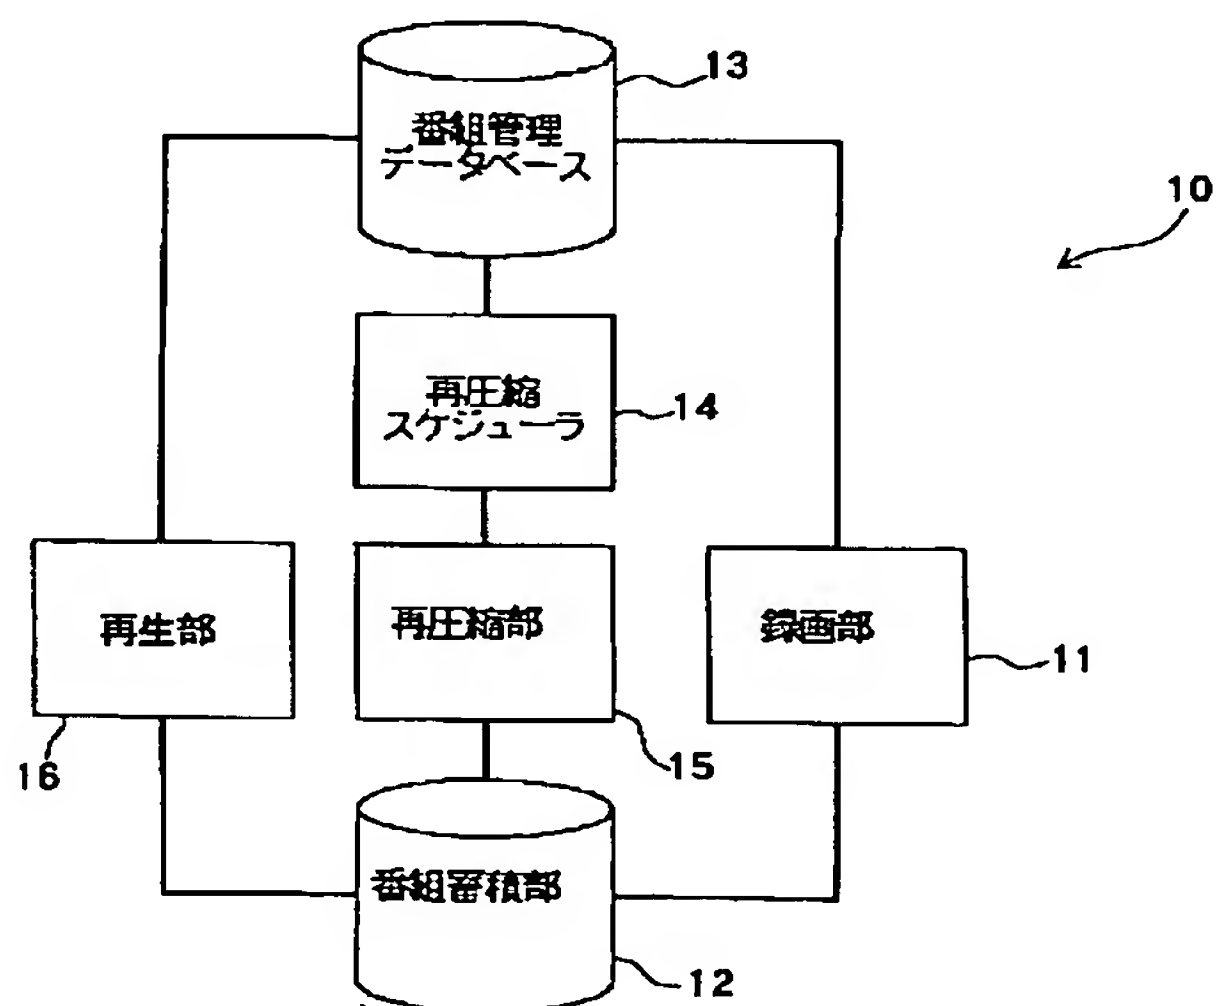 13
番組管理
データベース
10
再圧縮
スケジューラ
14
再生部
再圧縮部
録画部
11
16
15
番組蓄積部
12